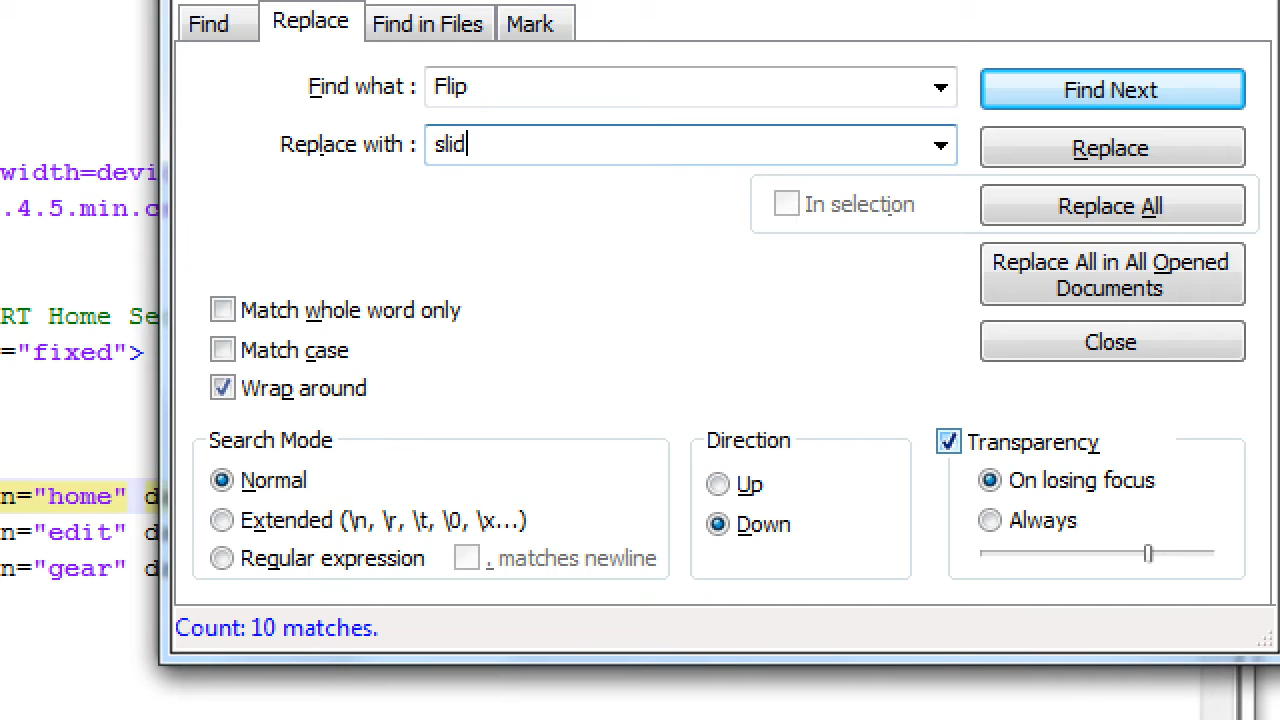 Find Replace Find in Files Mark
Find what : Flip Find Next
Replace with : slid Replace
width=devi
.4.5.min.c
In selection Replace All
Replace All in All Opened
Documents
Match whole word only
RT Home Se
="fixed">
Match case Close
Wrap around
Search Mode Direction Transparency
Normal Up On losing focus
n="home" d
Extended (\n, \r, \t, \0, \x...) Down Always
n="edit" d
Regular expression . matches newline
n="gear" d
Count: 10 matches.